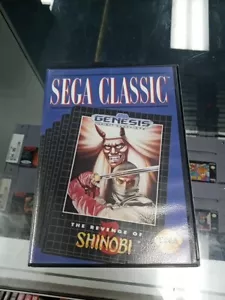 SEGA CLASSIC
GENESIS
THE REVENGE OF
SHINOBI